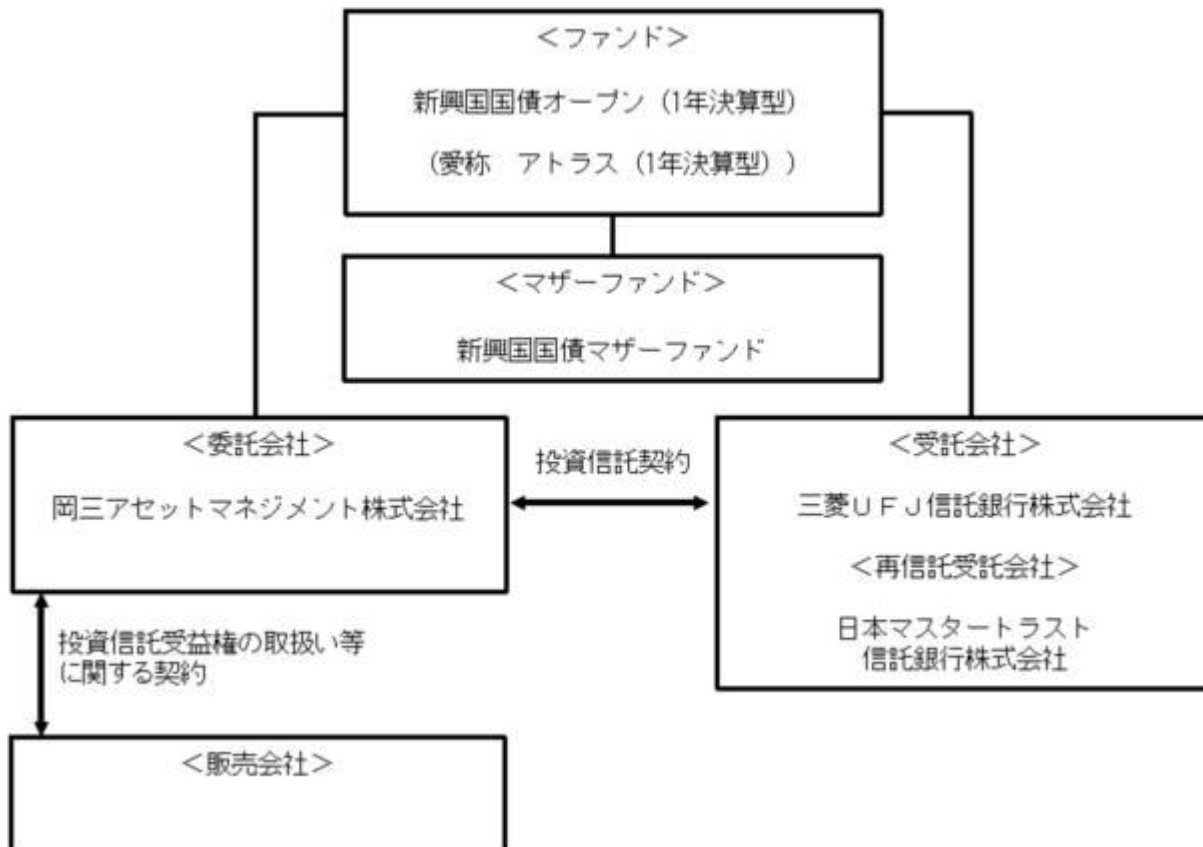 ＜ファンド＞
新興国国債オープン（1年決算型）
（愛称　アトラス（1年決算型））
＜マザーファンド＞
新興国国債マザーファンド
＜委託会社＞
岡三アセットマネジメント株式会社
投資信託契約
＜受託会社＞
三菱ＵＦＪ信託銀行株式会社
＜再信託受託会社＞
日本マスタートラスト
信託銀行株式会社
投資信託受益権の取扱い等
に関する契約
＜販売会社＞